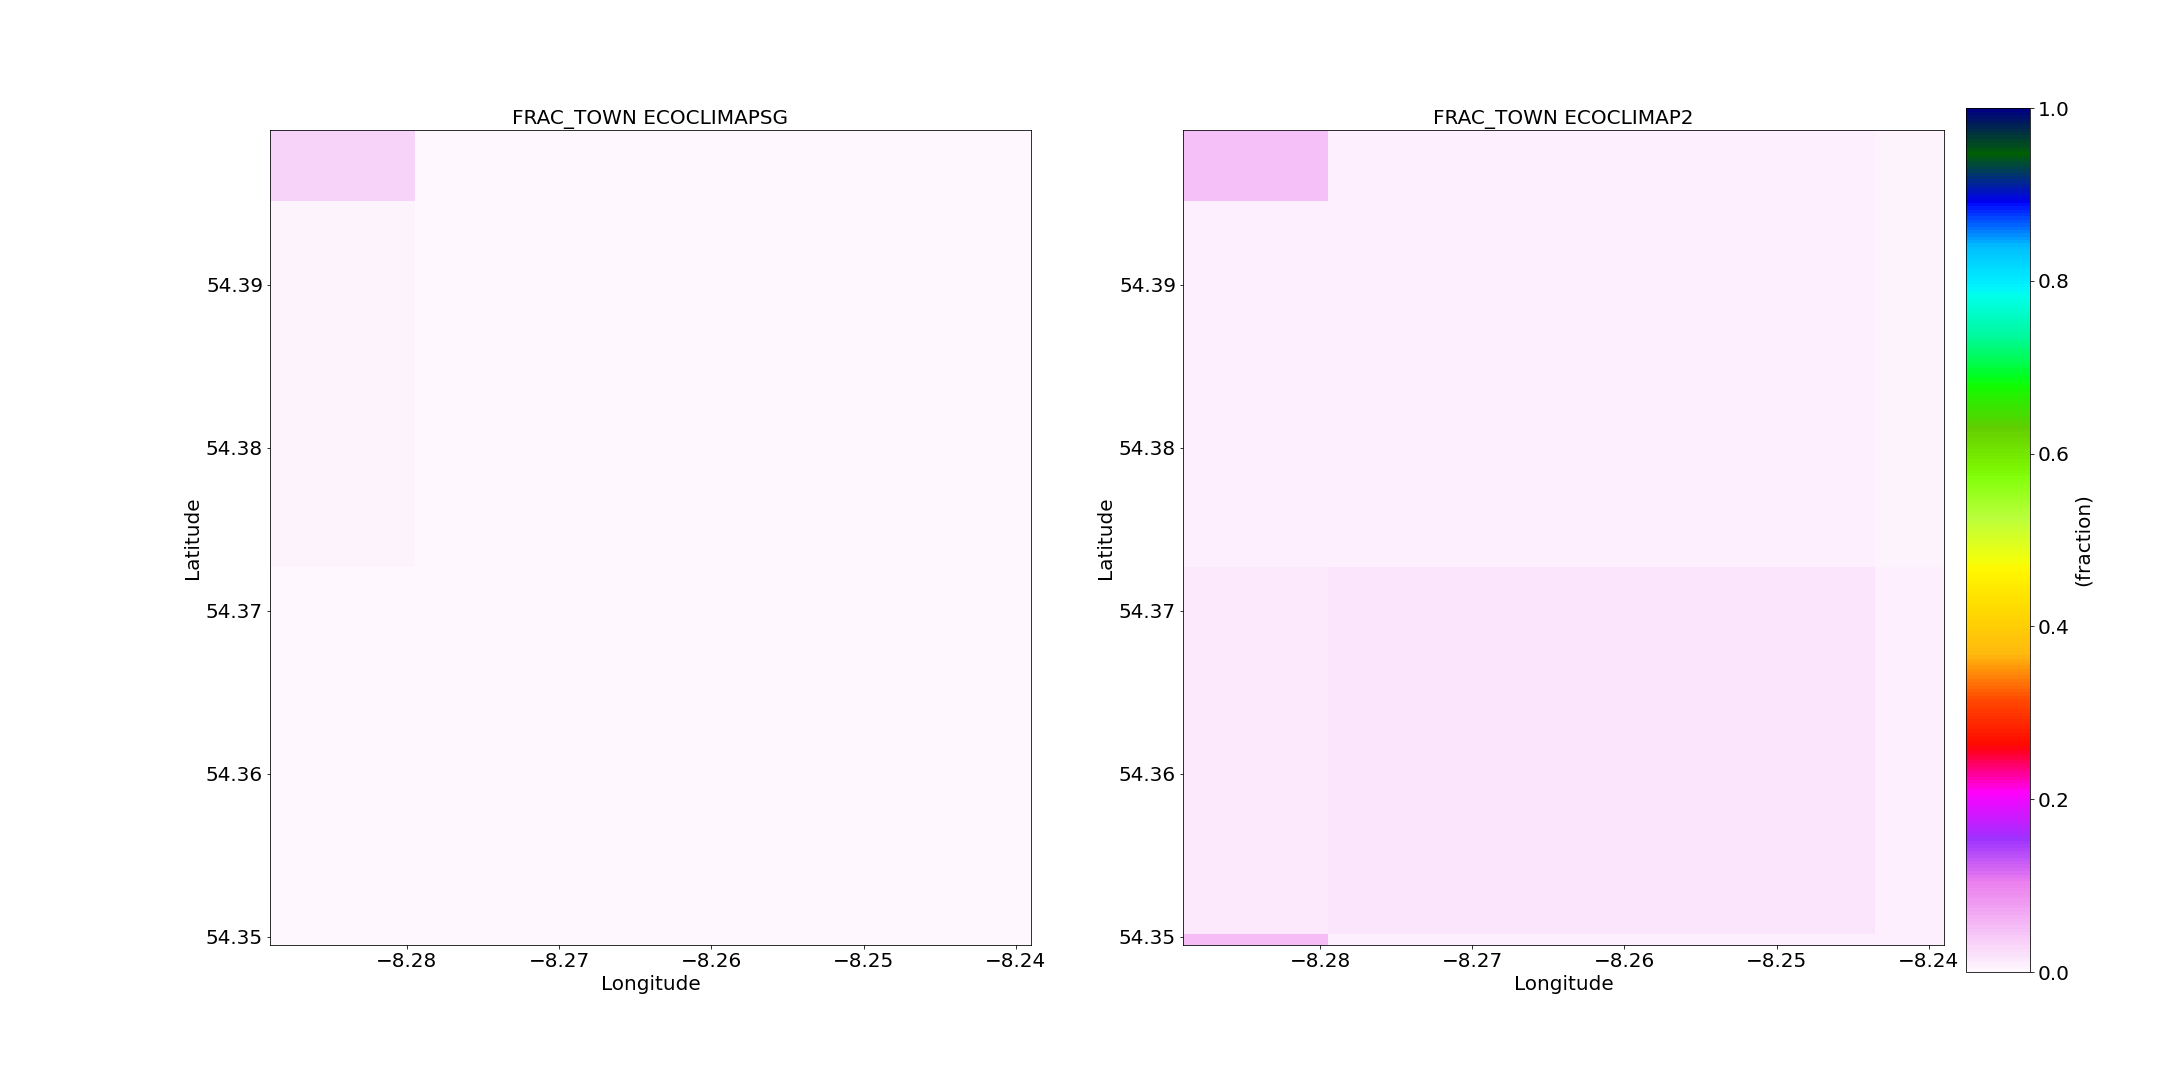 FRAC_TOWN ECOCLIMAPSG
54.39
54.38
54.37
54.36
54.35
Latitude
−8.28 −8.27 −8.26 −8.25 −8.24
Longitude
FRAC_TOWN ECOCLIMAP2
54.39
54.38
54.37
54.36
54.35
Latitude
−8.28 −8.27 −8.26 −8.25 −8.24
Longitude
1.0
0.8
0.6
0.4
0.2
0.0
(fraction)